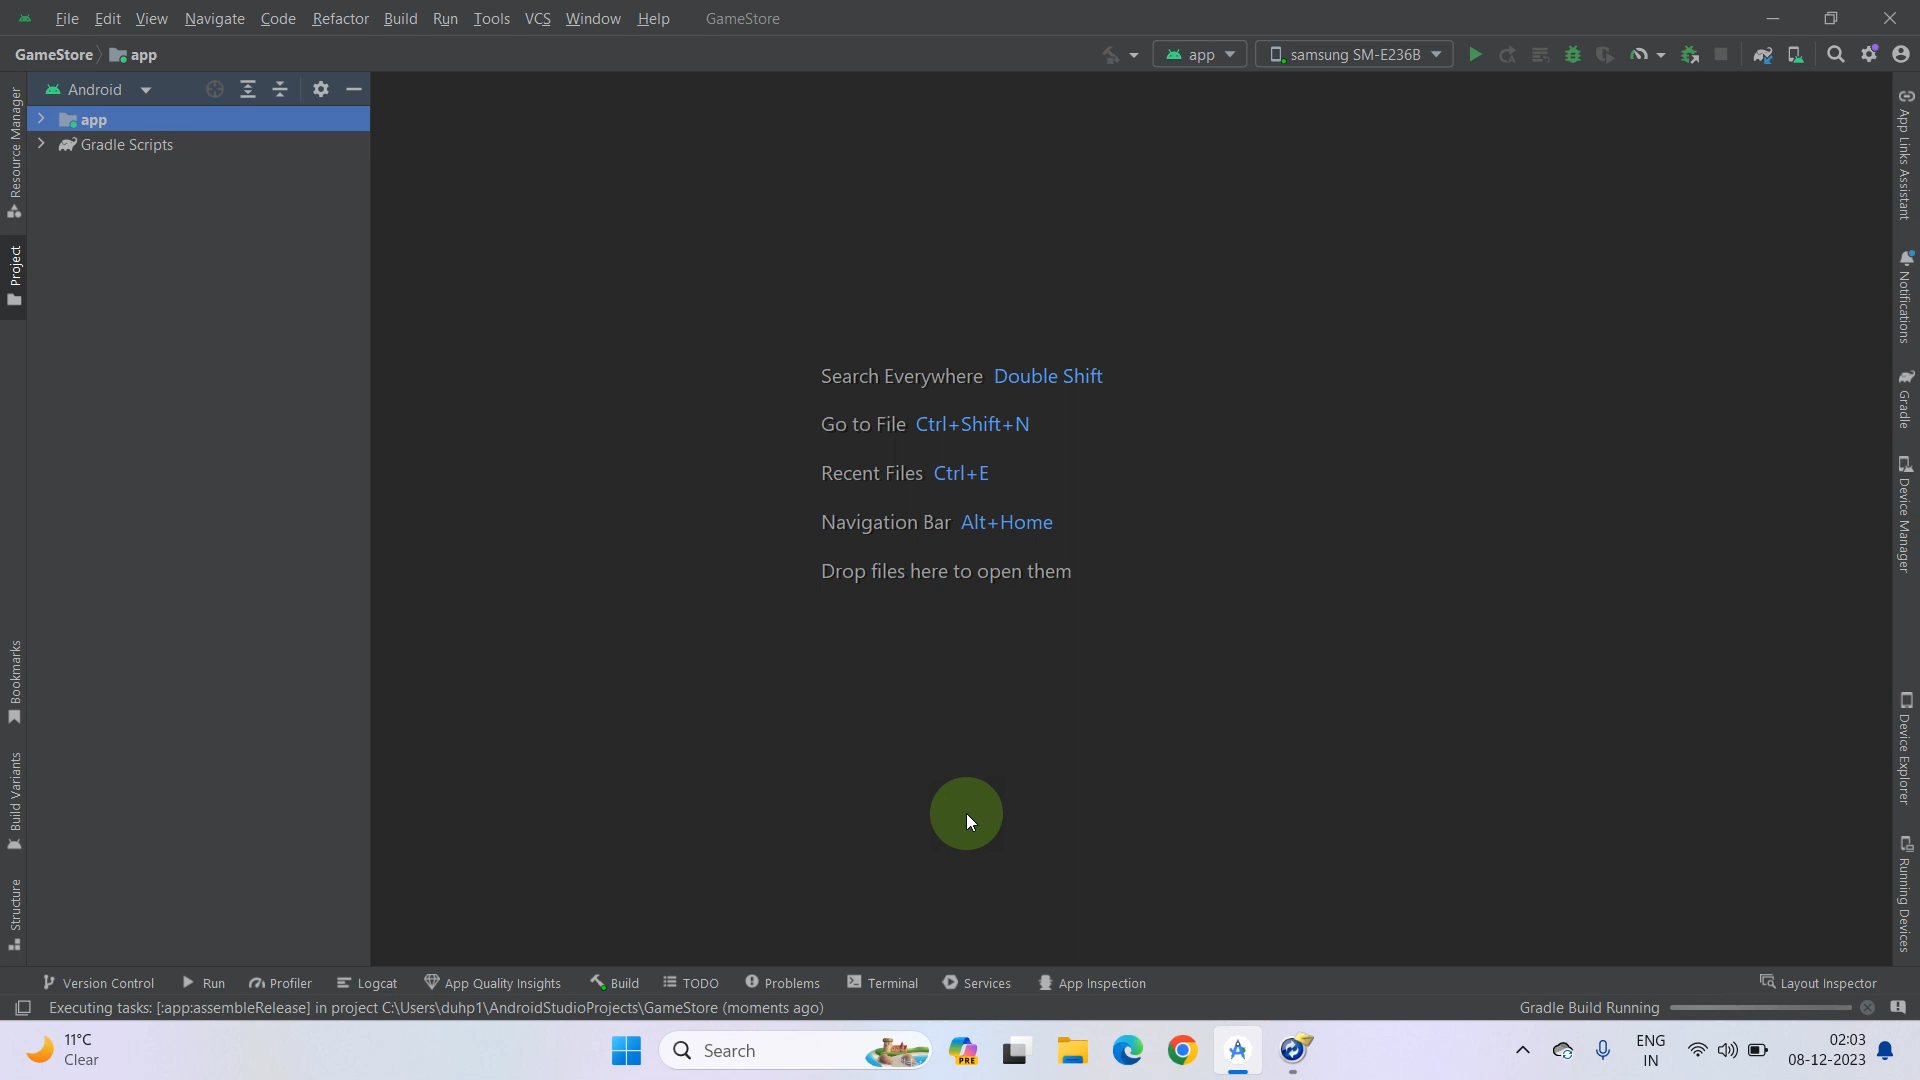 File Edit View Navigate Code Refactor Build Run Tools VCS Window Help GameStore
GameStore app
app samsung SM-E236B
Android
app
Gradle Scripts
Resource Manager
Project
Bookmarks
Build Variants
Structure
Search Everywhere Double Shift
Go to File Ctrl+Shift+N
Recent Files Ctrl+E
Navigation Bar Alt+Home
Drop files here to open them
App Links Assistant
Notifications
Gradle
Device Manager
Device Explorer
Running Devices
Version Control Run Profiler Logcat App Quality Insights Build TODO Problems Terminal Services App Inspection Layout Inspector
Executing tasks: [:app:assembleRelease] in project C:\Users\duhp1\AndroidStudioProjects\GameStore (moments ago) Gradle Build Running
11°C
Clear
Search
PRE
ENG
IN
02:03
08-12-2023